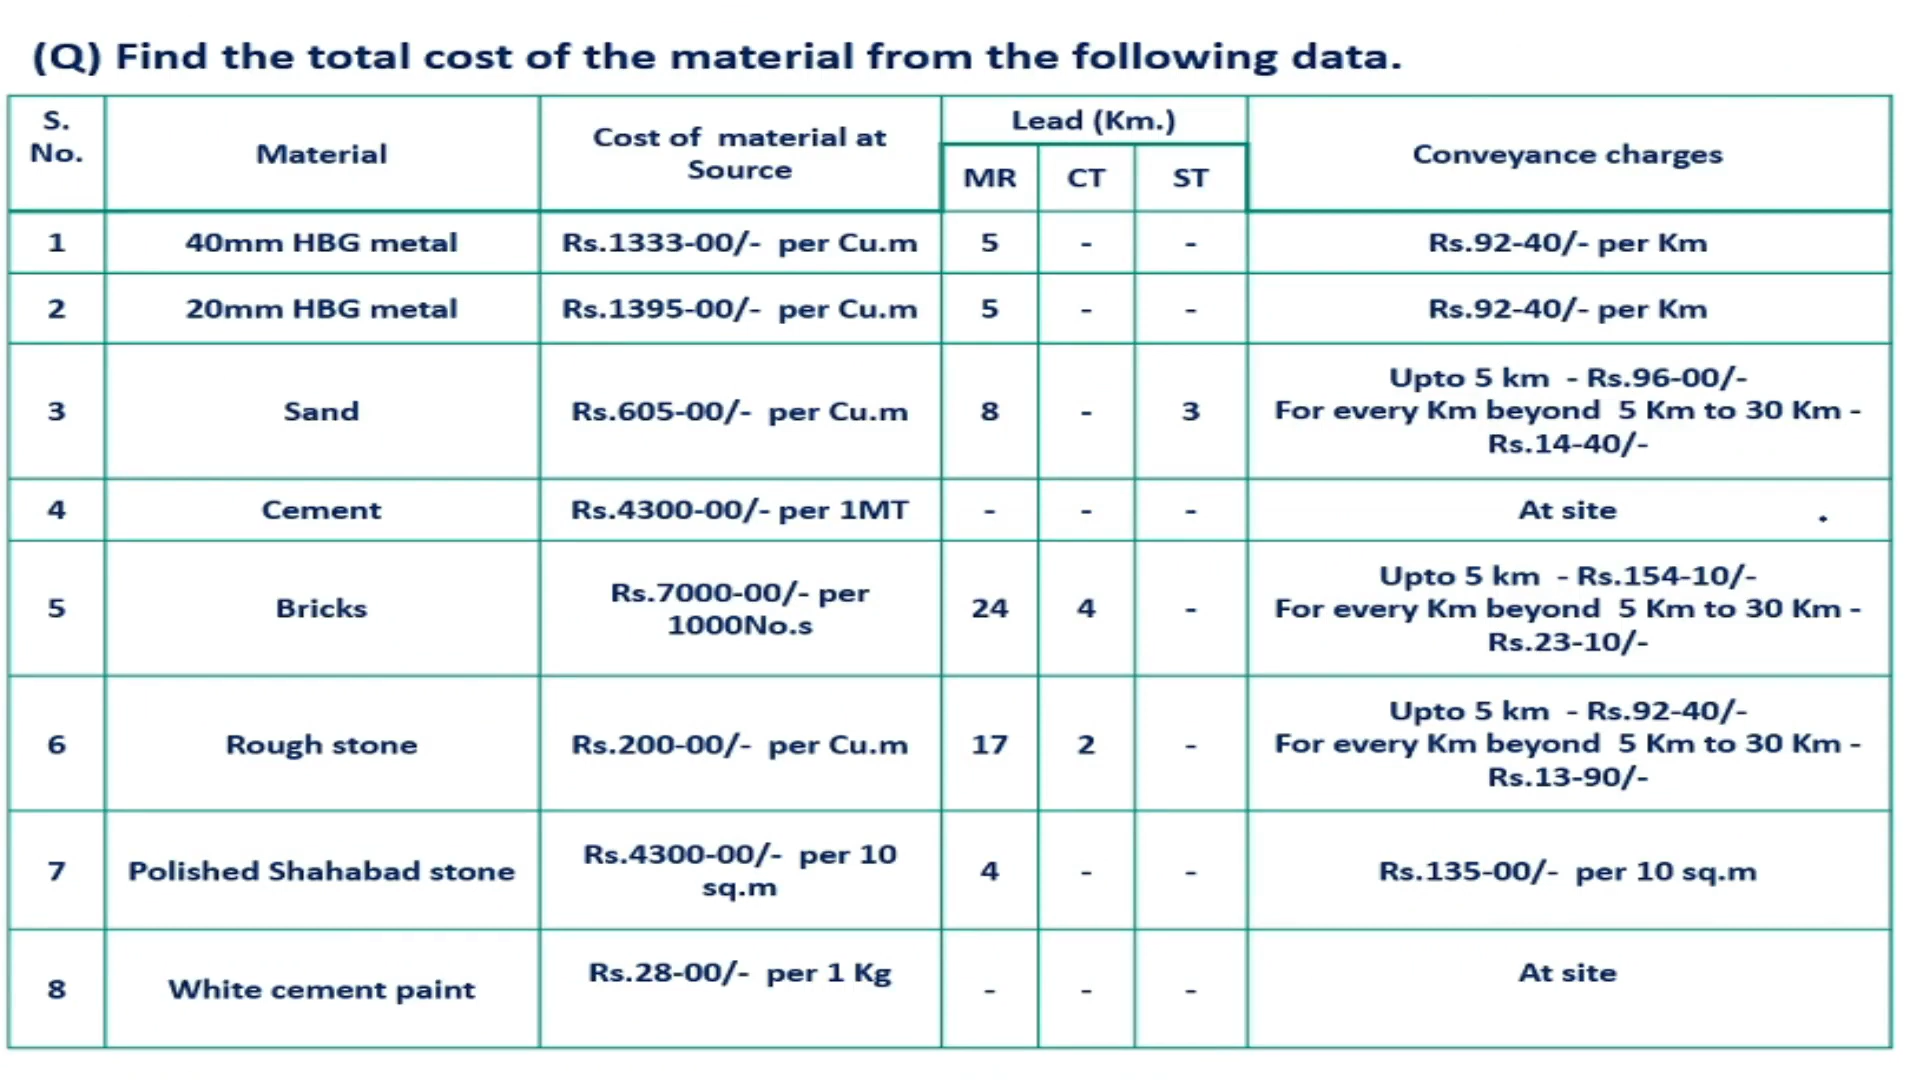 (Q) Find the total cost of the material from the following data.
S.
No.
Material
Cost of material at
Source
Lead (Km.)
MR
CT
ST
Conveyance charges
1
40mm HBG metal
Rs.1333-00/- per Cu.m
5
-
-
Rs.92-40/- per Km
2
20mm HBG metal
Rs.1395-00/- per Cu.m
5
-
-
Rs.92-40/- per Km
3
Sand
Rs.605-00/- per Cu.m
8
-
3
Upto 5 km - Rs.96-00/-
For every Km beyond 5 Km to 30 Km -
Rs.14-40/-
4
Cement
Rs.4300-00/- per 1MT
-
-
-
At site
5
Bricks
Rs.7000-00/- per
1000No.s
24
4
-
Upto 5 km - Rs.154-10/-
For every Km beyond 5 Km to 30 Km -
Rs.23-10/-
6
Rough stone
Rs.200-00/- per Cu.m
17
2
-
Upto 5 km - Rs.92-40/-
For every Km beyond 5 Km to 30 Km -
Rs.13-90/-
7
Polished Shahabad stone
Rs.4300-00/- per 10
sq.m
4
-
-
Rs.135-00/- per 10 sq.m
8
White cement paint
Rs.28-00/- per 1 Kg
-
-
-
At site